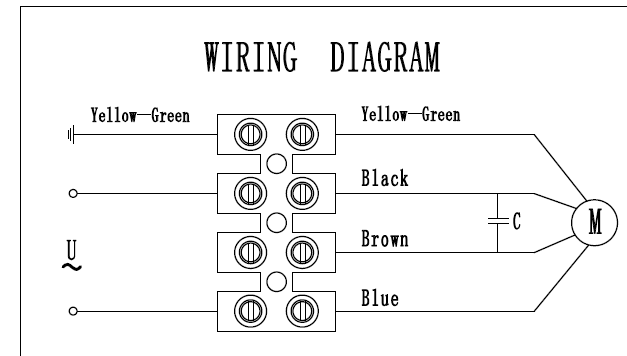 WIRING DIAGRAM
Yellow-Green
Yellow-Green
Black
C
M
U
~
Brown
Blue